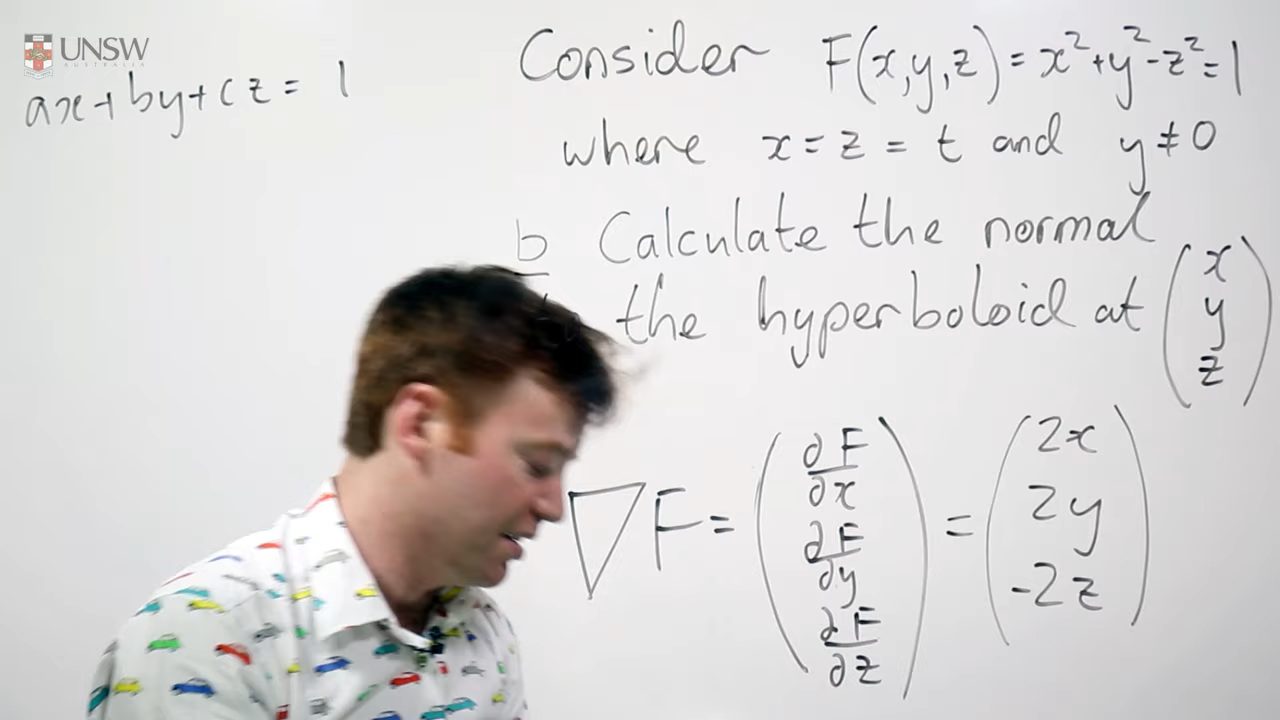 UNSW
AUSTRALIA
ax+by+cz = 1
Consider F(x,y,z) = x²+y²-z²=1
where x = z = t and y ≠ 0
b Calculate the normal
the hyperboloid at (x y z)
∇F = (∂F/∂x ∂F/∂y ∂F/∂z) = (2x 2y -2z)